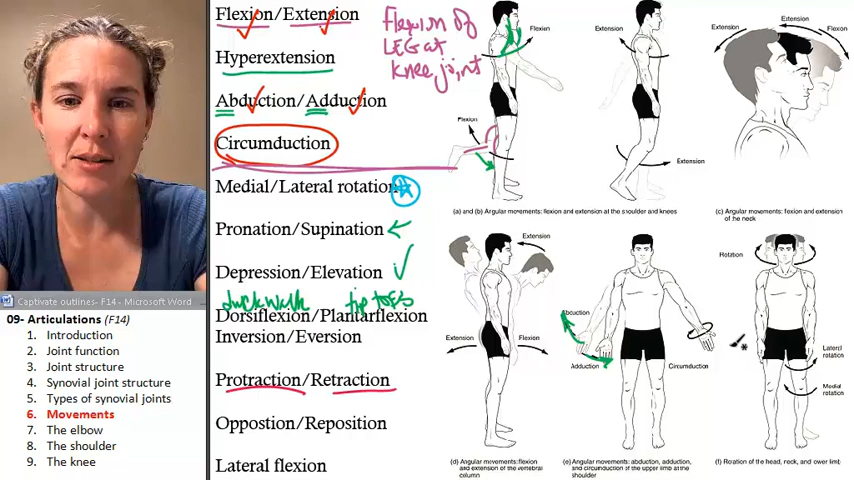 Flexion/Extension
Hyperextension
Abduction/Adduction
Circumduction
Medial/Lateral rotation
Pronation/Supination
Depression/Elevation
duckwalk tip toes
Dorsiflexion/Plantarflexion
Inversion/Eversion
Protraction/Retraction
Oppostion/Reposition
Lateral flexion
Flexion of
LEG at
knee joint
Captivate outlines- F14 - Microsoft Word
09- Articulations (F14)
1. Introduction
2. Joint function
3. Joint structure
4. Synovial joint structure
5. Types of synovial joints
6. Movements
7. The elbow
8. The shoulder
9. The knee
Flexion
Flexion
Extension
Extension
(a) and (b) Angular movements: flexion and extension at the shoulder and knees
Extension
Extension
Flexion
(c) Angular movements: flexion and extension
of the neck
Extension
Extension
Flexion
(d) Angular movements: flexion
and extension of the vertebral
column
Abduction
Adduction
Circumduction
(e) Angular movements: abduction, adduction,
and circumduction of the upper limb at the
shoulder
Rotation
Lateral
rotation
Medial
rotation
(f) Rotation of the head, neck, and lower limb